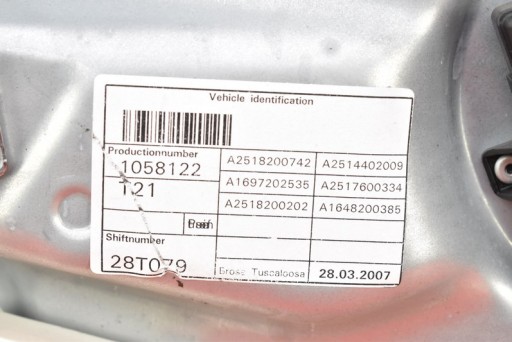 Vehicle identification
Productionnumber
1058122
A2518200742 A2514402009
T21
A1697202535 A2517600334
A2518200202 A1648200385
Shiftnumber
28T079
Brose Tuscaloosa 28.03.2007